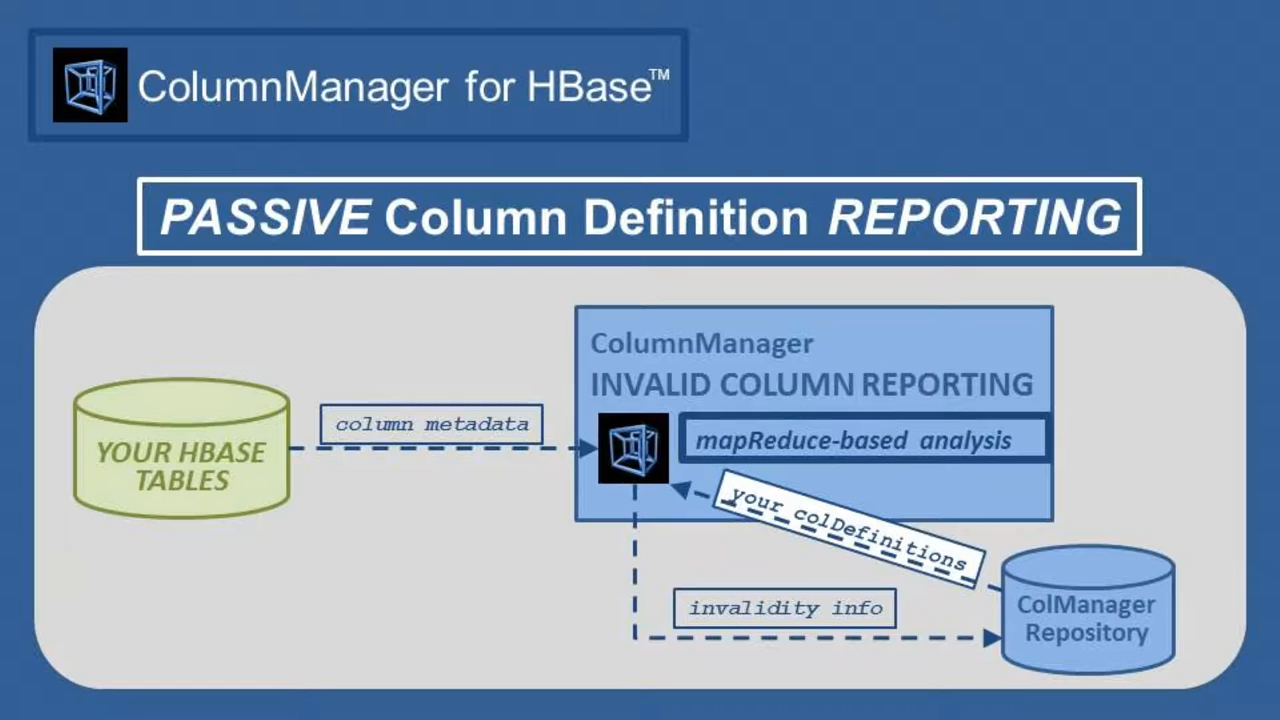 ColumnManager for HBase™
PASSIVE Column Definition REPORTING
ColumnManager
INVALID COLUMN REPORTING
column metadata
mapReduce-based analysis
YOUR HBASE
TABLES
your colDefinitions
invalidity info
ColManager
Repository